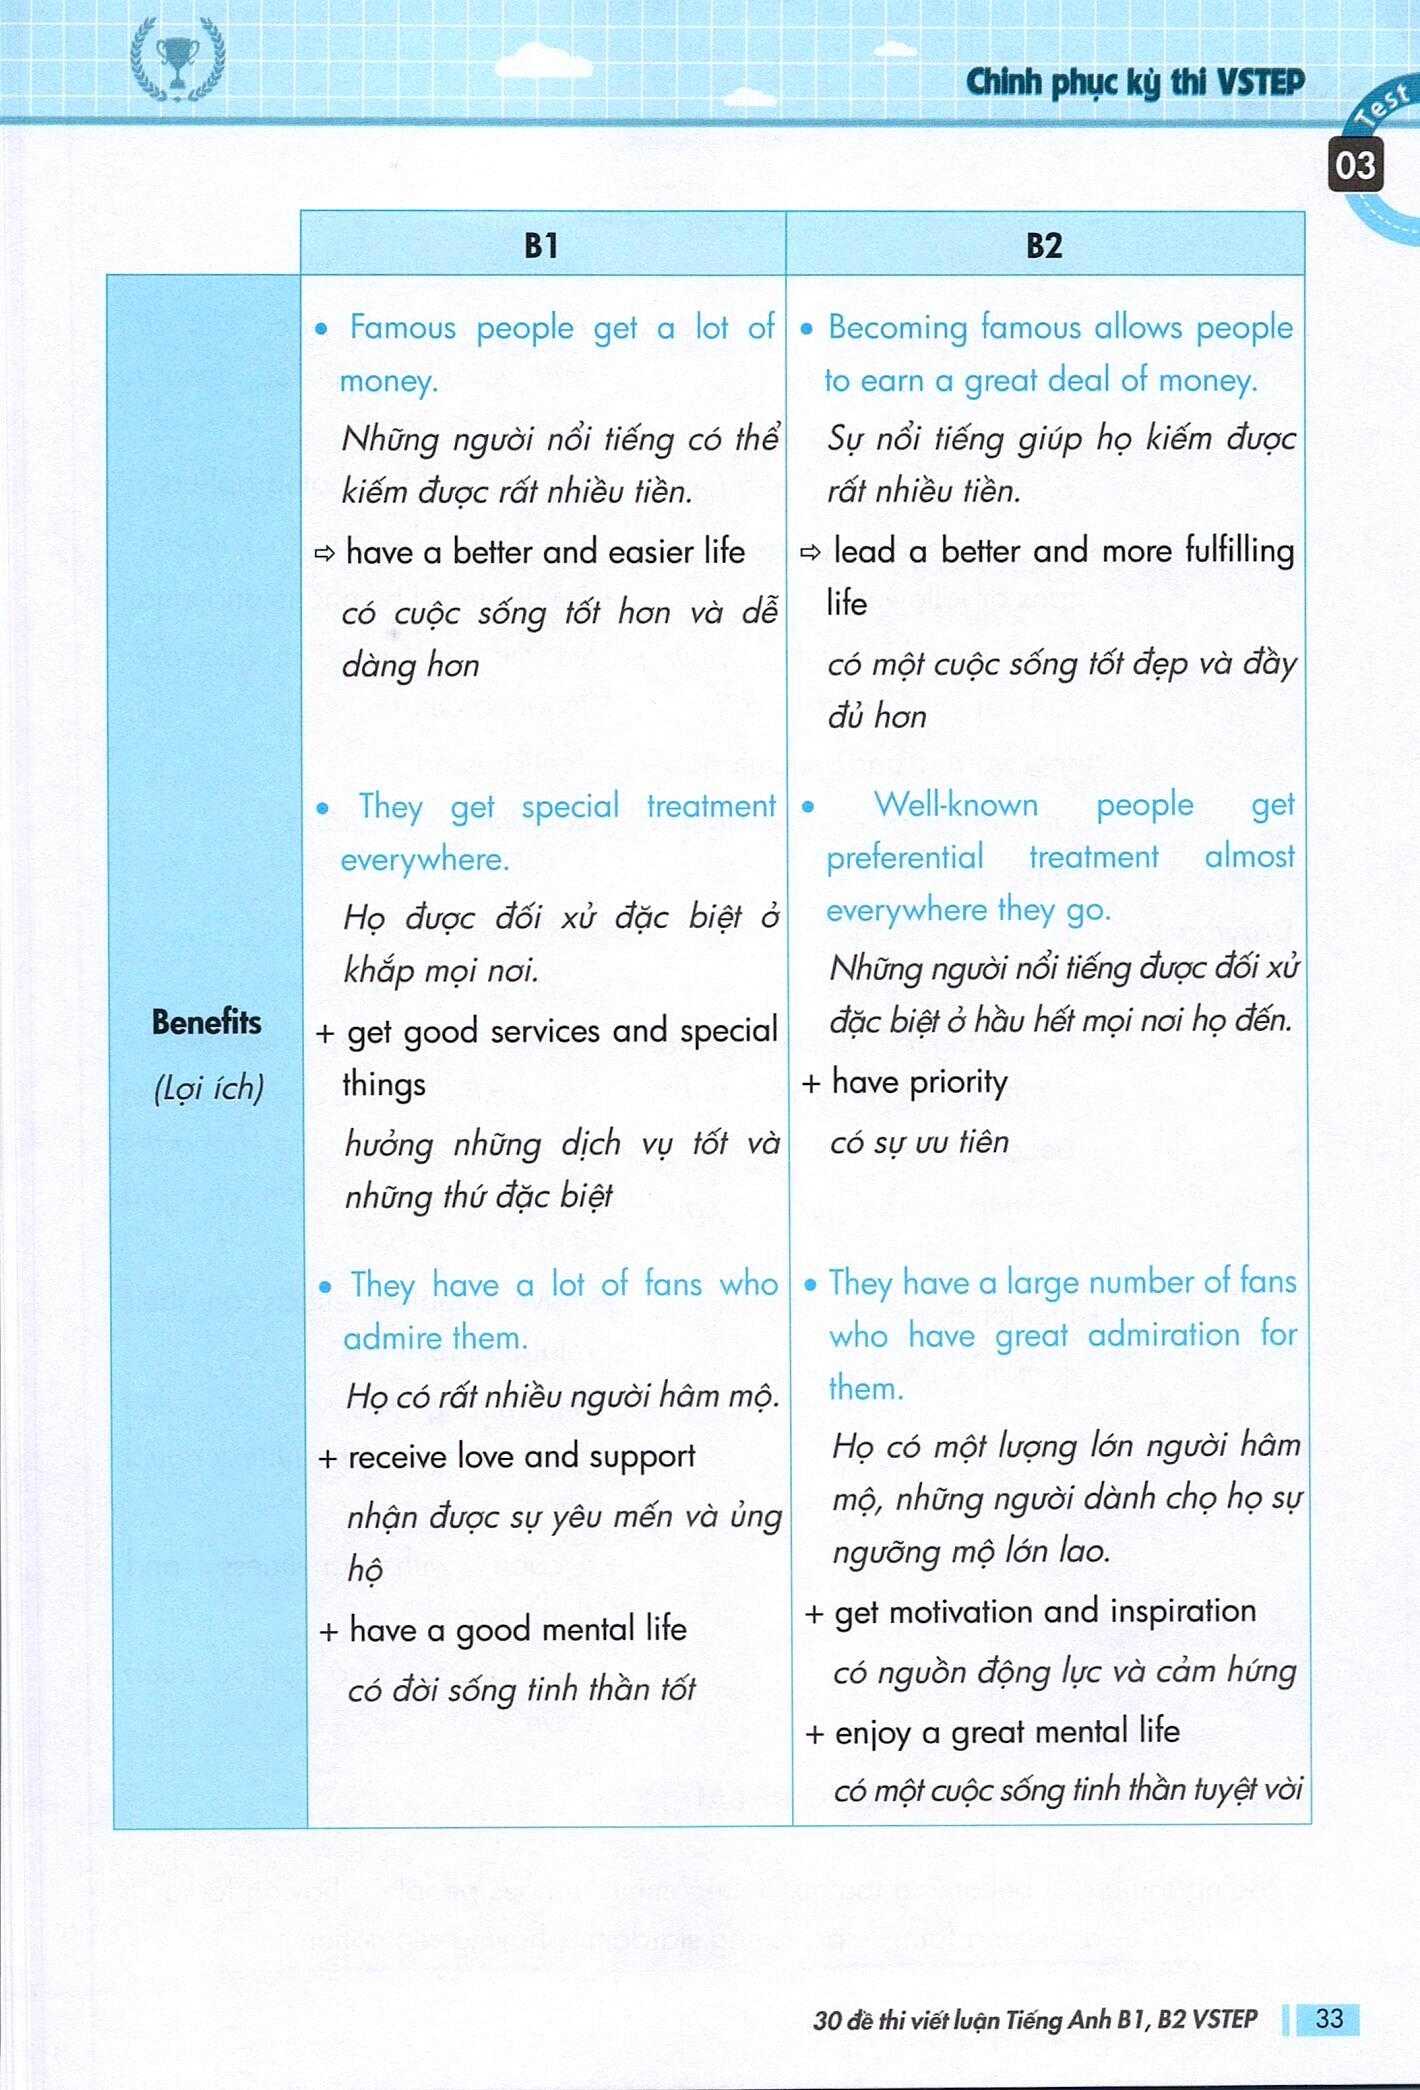 Chinh phục kỳ thi VSTEP
Test
03
B1
B2
Benefits
(Lợi ích)
• Famous people get a lot of
money.
Những người nổi tiếng có thể
kiếm được rất nhiều tiền.
⇨ have a better and easier life
có cuộc sống tốt hơn và dễ
dàng hơn
• They get special treatment
everywhere.
Họ được đối xử đặc biệt ở
khắp mọi nơi.
+ get good services and special
things
hưởng những dịch vụ tốt và
những thứ đặc biệt
• They have a lot of fans who
admire them.
Họ có rất nhiều người hâm mộ.
+ receive love and support
nhận được sự yêu mến và ủng
hộ
+ have a good mental life
có đời sống tinh thần tốt
• Becoming famous allows people
to earn a great deal of money.
Sự nổi tiếng giúp họ kiếm được
rất nhiều tiền.
⇨ lead a better and more fulfilling
life
có một cuộc sống tốt đẹp và đầy
đủ hơn
• Well-known people get
preferential treatment almost
everywhere they go.
Những người nổi tiếng được đối xử
đặc biệt ở hầu hết mọi nơi họ đến.
+ have priority
có sự ưu tiên
• They have a large number of fans
who have great admiration for
them.
Họ có một lượng lớn người hâm
mộ, những người dành chọ họ sự
ngưỡng mộ lớn lao.
+ get motivation and inspiration
có nguồn động lực và cảm hứng
+ enjoy a great mental life
có một cuộc sống tinh thần tuyệt vời
30 đề thi viết luận Tiếng Anh B1, B2 VSTEP
33